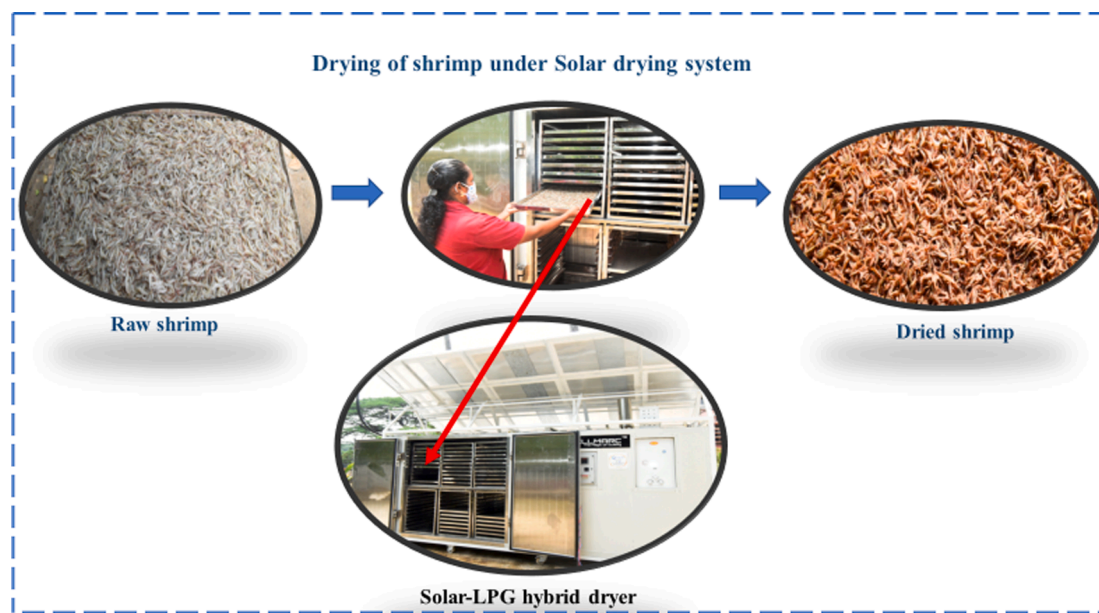 Drying of shrimp under Solar drying system
Raw shrimp
Dried shrimp
Solar-LPG hybrid dryer